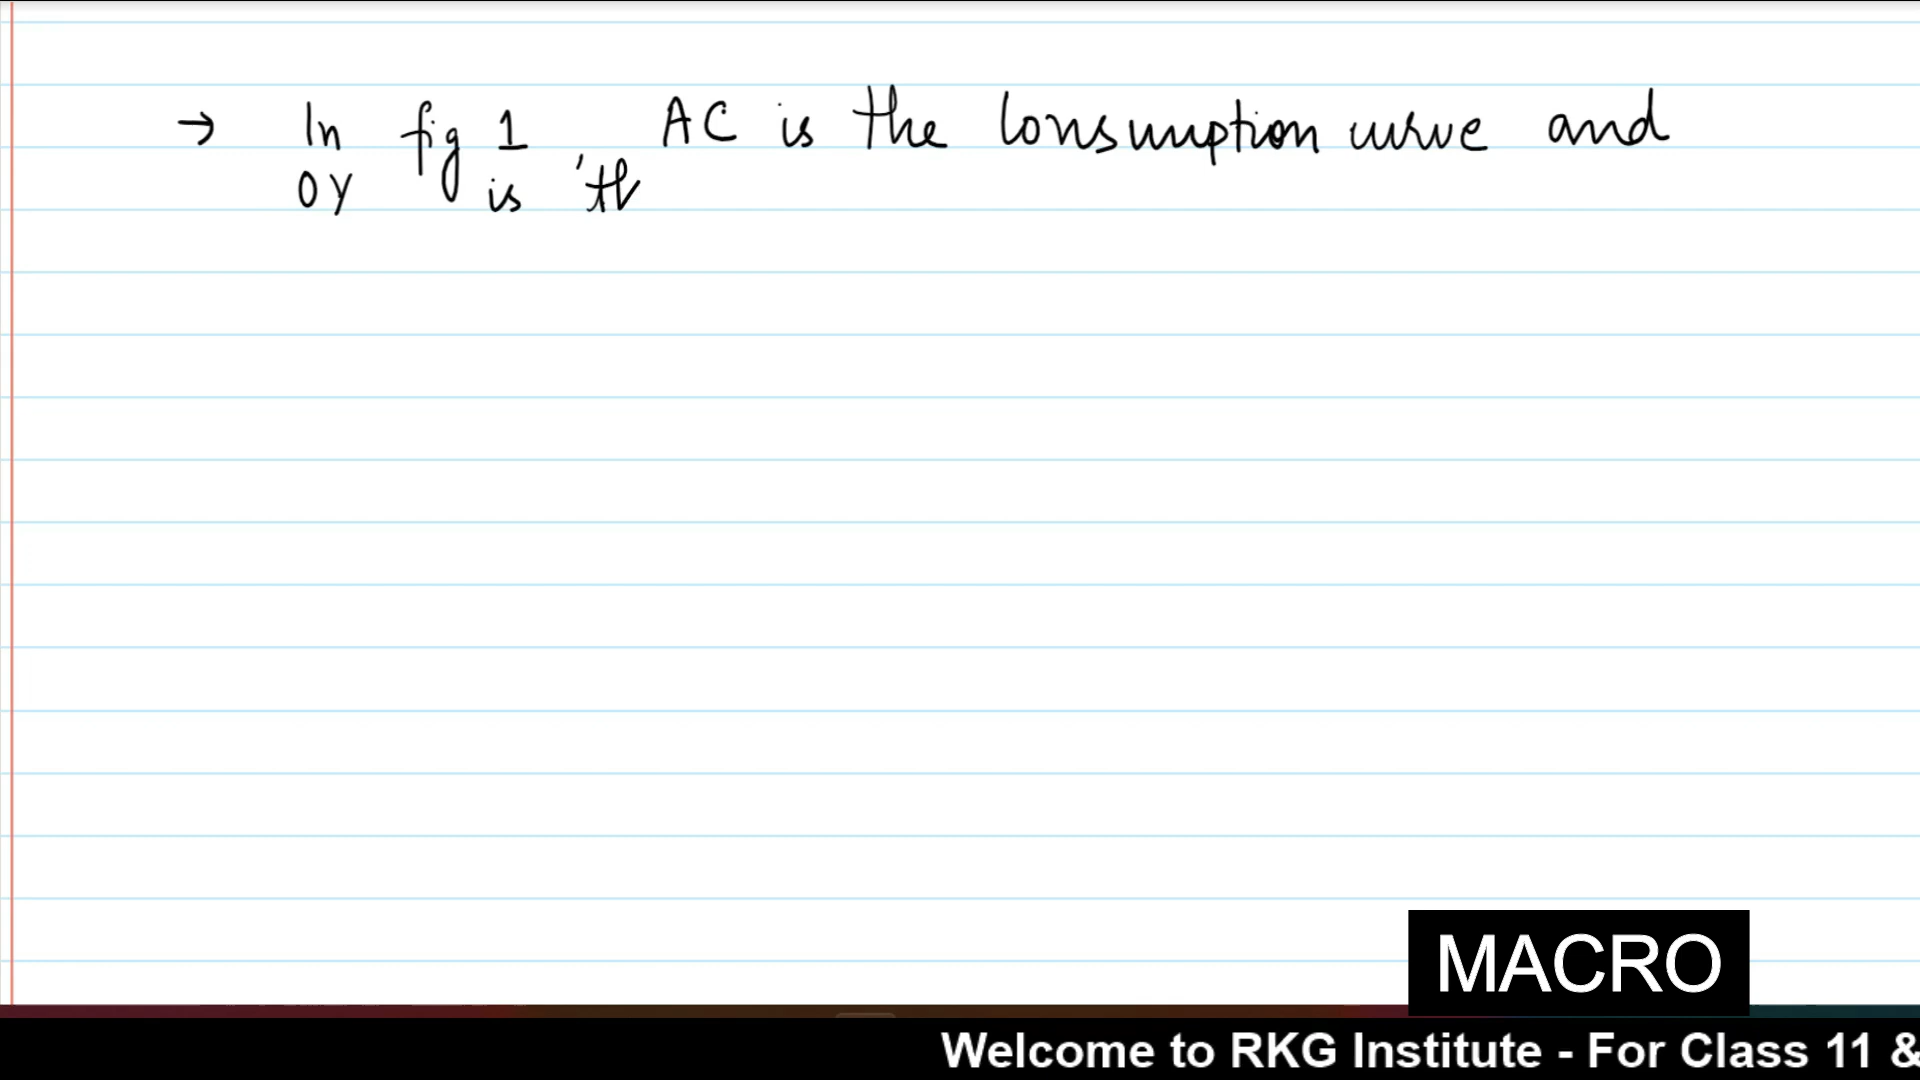 → In fig 1 AC is the Consumption curve and
OY is 'th
MACRO
Welcome to RKG Institute - For Class 11 &